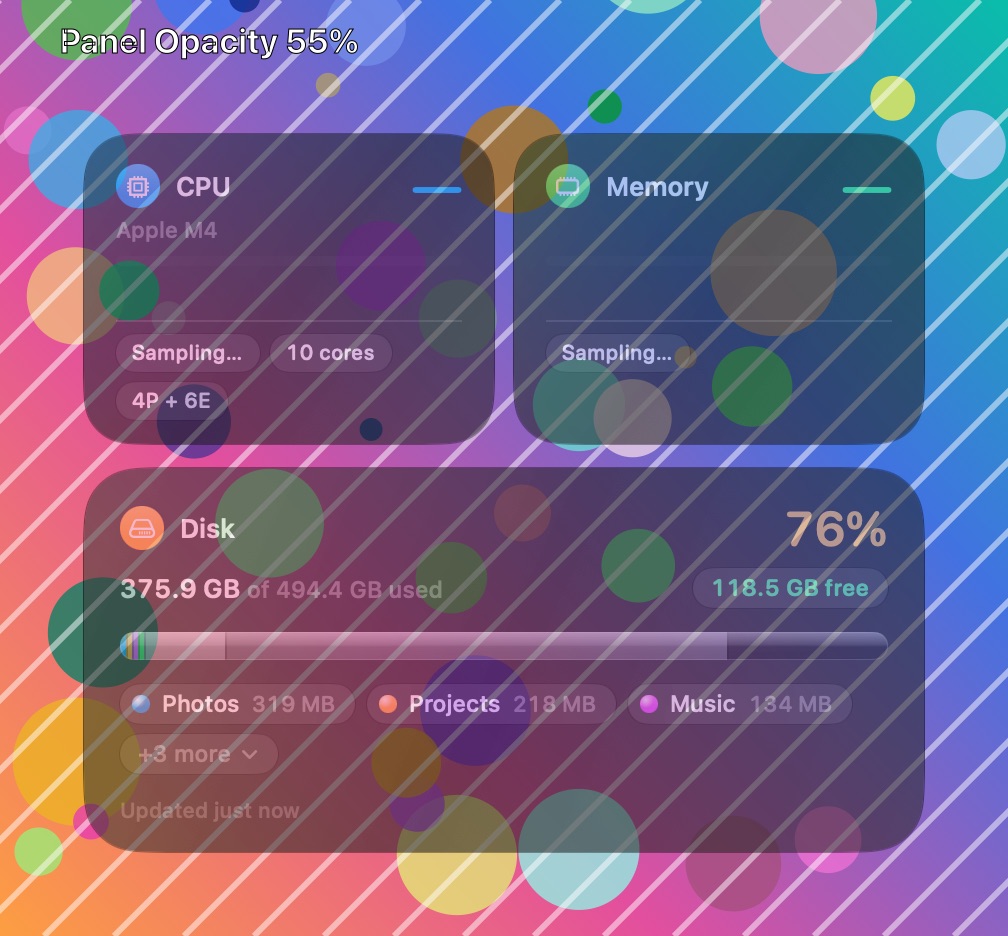 Panel Opacity 55%
CPU
Apple M4
Sampling...
10 cores
4P + 6E
Memory
Sampling...
Disk
76%
375.9 GB of 494.4 GB used
118.5 GB free
Photos 319 MB
Projects 218 MB
Music 134 MB
+3 more
Updated just now